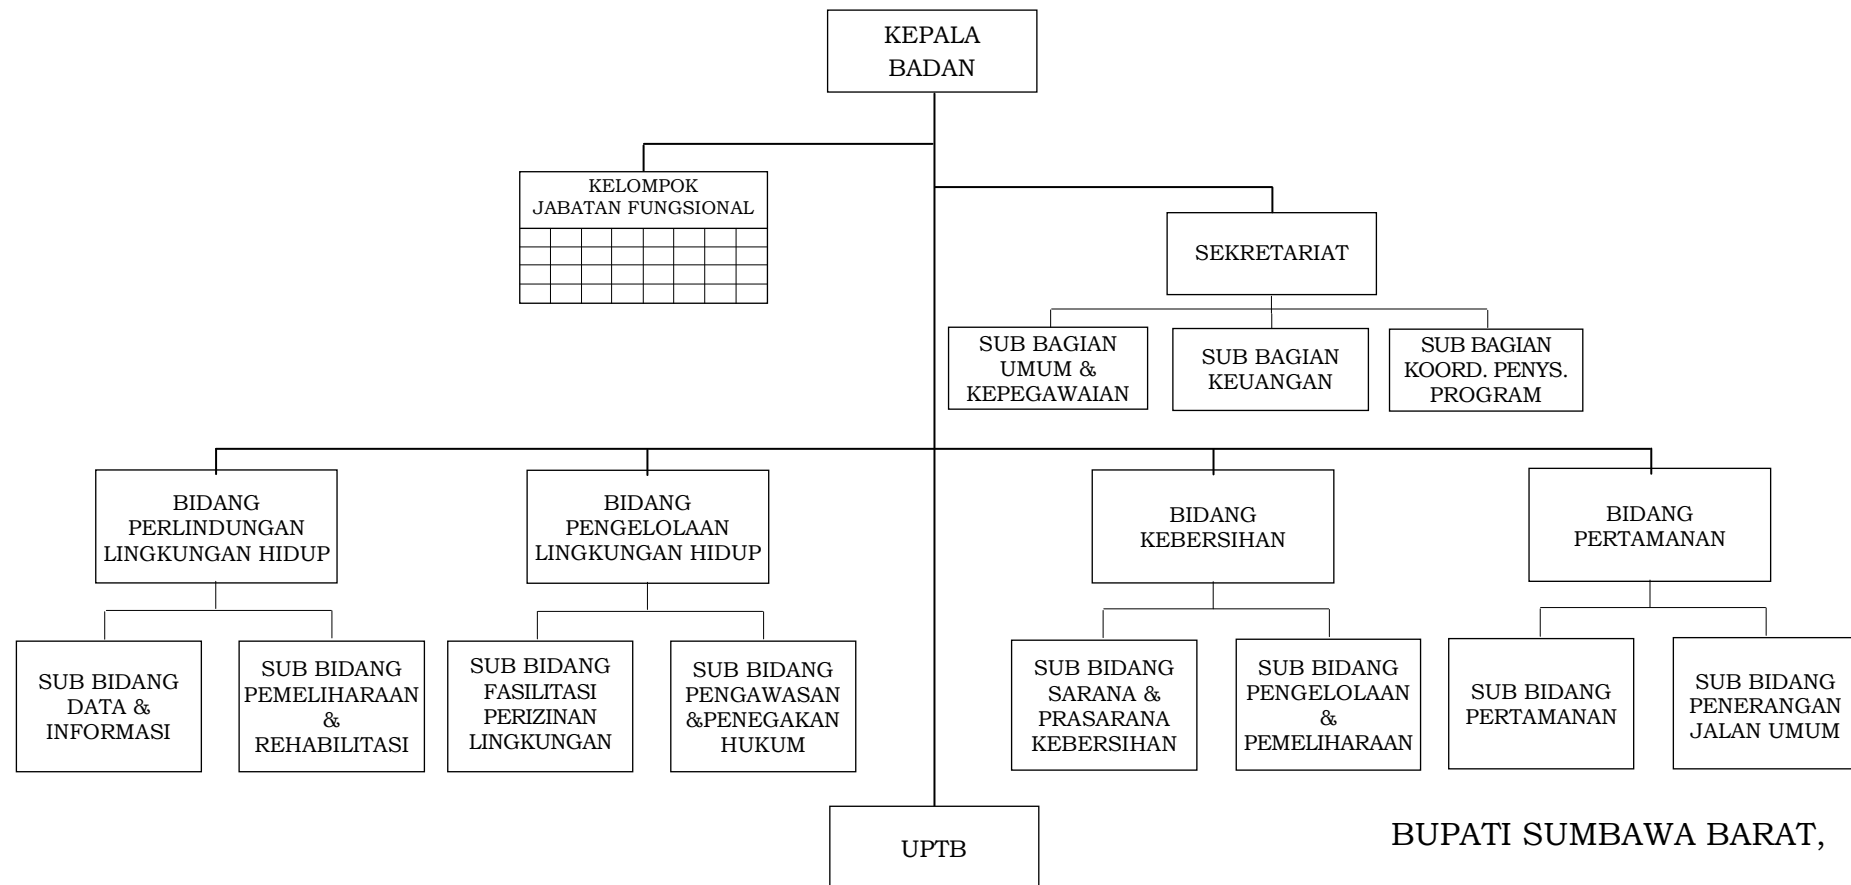 KEPALA
BADAN
KELOMPOK
JABATAN FUNGSIONAL
SEKRETARIAT
SUB BAGIAN
UMUM &
KEPEGAWAIAN
SUB BAGIAN
KEUANGAN
SUB BAGIAN
KOORD. PENYS.
PROGRAM
BIDANG
PERLINDUNGAN
LINGKUNGAN HIDUP
BIDANG
PENGELOLAAN
LINGKUNGAN HIDUP
BIDANG
KEBERSIHAN
BIDANG
PERTAMANAN
SUB BIDANG
DATA &
INFORMASI
SUB BIDANG
PEMELIHARAAN
&
REHABILITASI
SUB BIDANG
FASILITASI
PERIZINAN
LINGKUNGAN
SUB BIDANG
PENGAWASAN
&PENEGAKAN
HUKUM
SUB BIDANG
SARANA &
PRASARANA
KEBERSIHAN
SUB BIDANG
PENGELOLAAN
&
PEMELIHARAAN
SUB BIDANG
PERTAMANAN
SUB BIDANG
PENERANGAN
JALAN UMUM
UPTB
BUPATI SUMBAWA BARAT,